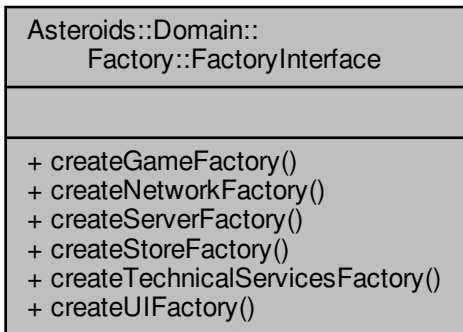 Asteroids::Domain::
Factory::FactoryInterface
+ createGameFactory()
+ createNetworkFactory()
+ createServerFactory()
+ createStoreFactory()
+ createTechnicalServicesFactory()
+ createUIFactory()